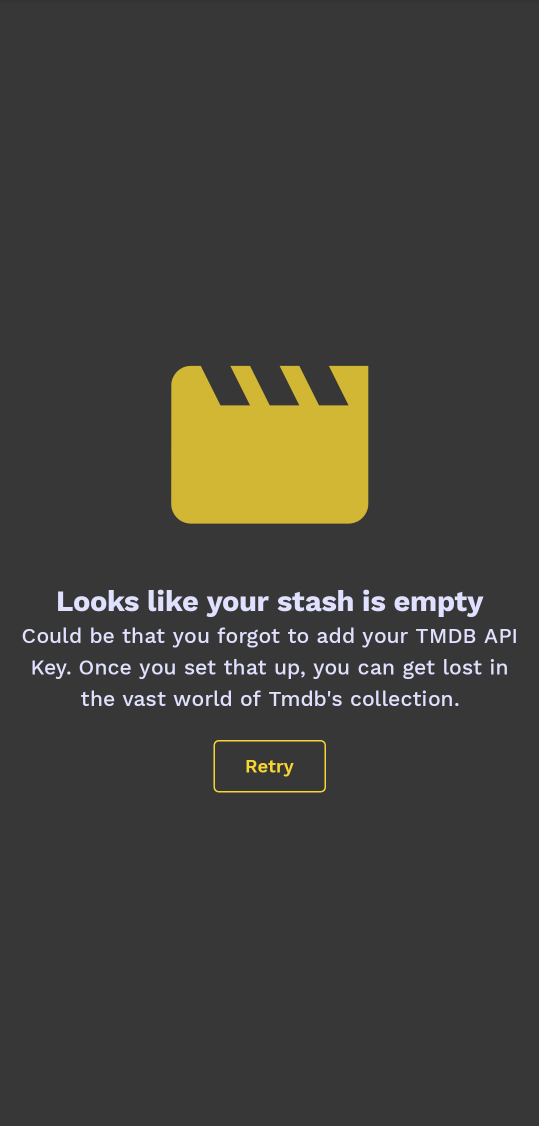 Looks like your stash is empty
Could be that you forgot to add your TMDB API
Key. Once you set that up, you can get lost in
the vast world of Tmdb's collection.
Retry